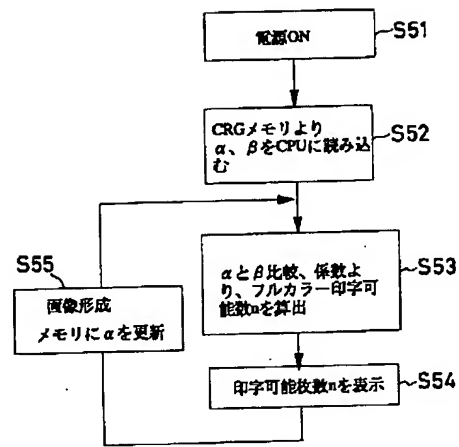 電源ON
S51
CRGメモリより
α、βをCPUに読み込
む
S52
αとβ比較、係数よ
り、フルカラー印字可
能数nを算出
S53
S55
画像形成
メモリにαを更新
印字可能枚数nを表示
S54